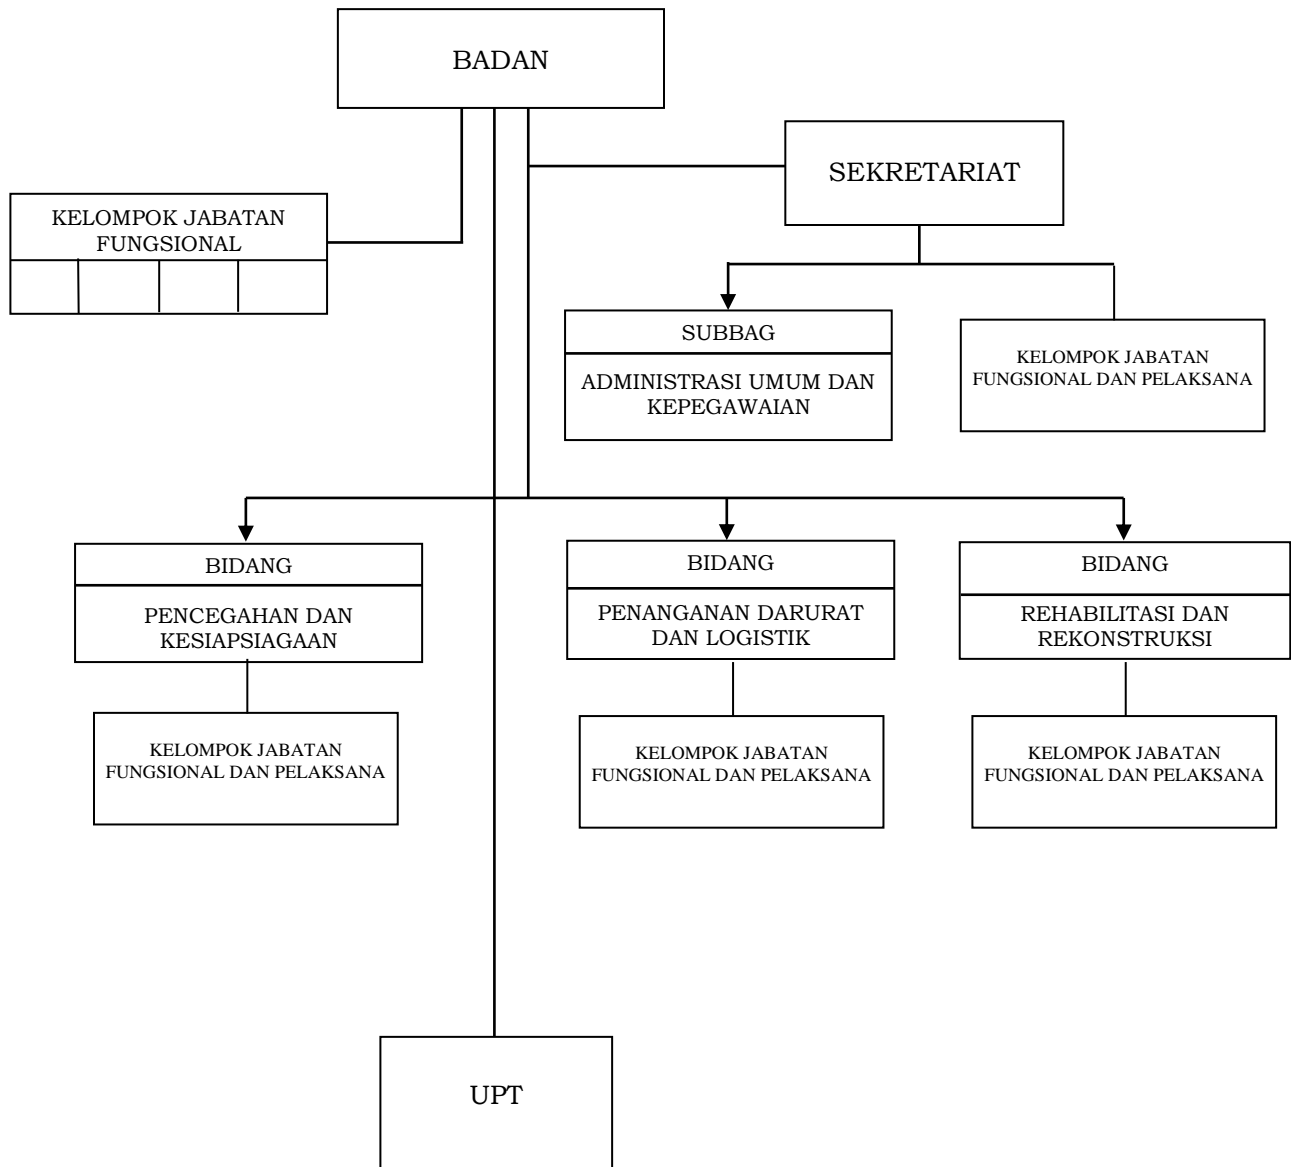 BADAN
SEKRETARIAT
KELOMPOK JABATAN
FUNGSIONAL
SUBBAG
ADMINISTRASI UMUM DAN
KEPEGAWAIAN
KELOMPOK JABATAN
FUNGSIONAL DAN PELAKSANA
BIDANG
PENCEGAHAN DAN
KESIAPSIAGAAN
BIDANG
PENANGANAN DARURAT
DAN LOGISTIK
BIDANG
REHABILITASI DAN
REKONSTRUKSI
KELOMPOK JABATAN
FUNGSIONAL DAN PELAKSANA
KELOMPOK JABATAN
FUNGSIONAL DAN PELAKSANA
KELOMPOK JABATAN
FUNGSIONAL DAN PELAKSANA
UPT